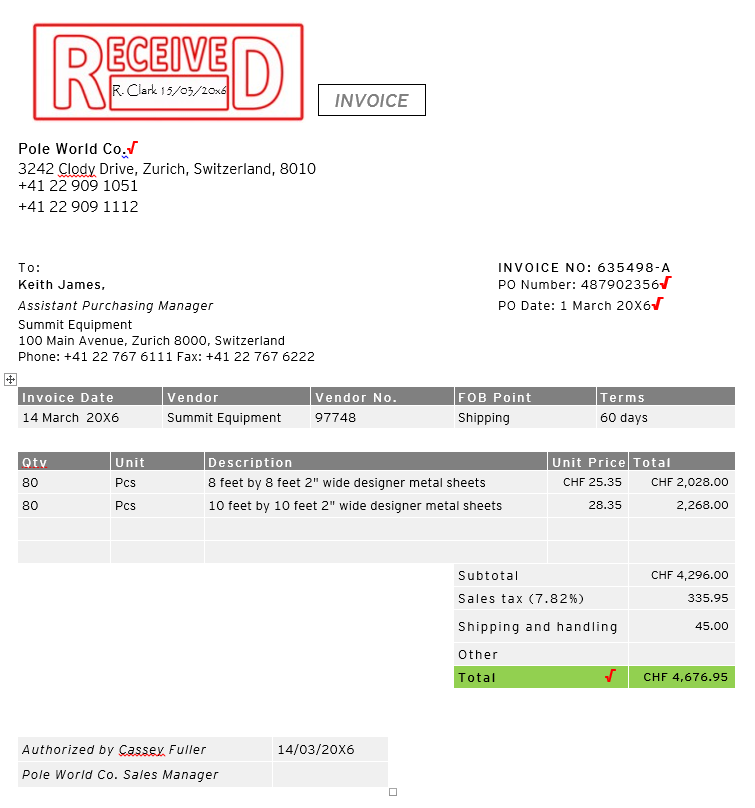 RECEIVED
R. Clark 15/03/20x6
INVOICE
Pole World Co.√
3242 Clody Drive, Zurich, Switzerland, 8010
+41 22 909 1051
+41 22 909 1112
To:
Keith James,
Assistant Purchasing Manager
Summit Equipment
100 Main Avenue, Zurich 8000, Switzerland
Phone: +41 22 767 6111 Fax: +41 22 767 6222
INVOICE NO: 635498-A
PO Number: 487902356√
PO Date: 1 March 20X6√
Invoice Date Vendor Vendor No. FOB Point Terms
14 March 20X6 Summit Equipment 97748 Shipping 60 days
Qty Unit Description Unit Price Total
80 Pcs 8 feet by 8 feet 2" wide designer metal sheets CHF 25.35 CHF 2,028.00
80 Pcs 10 feet by 10 feet 2" wide designer metal sheets 28.35 2,268.00
Subtotal CHF 4,296.00
Sales tax (7.82%) 335.95
Shipping and handling 45.00
Other
Total √ CHF 4,676.95
Authorized by Cassey Fuller 14/03/20X6
Pole World Co. Sales Manager